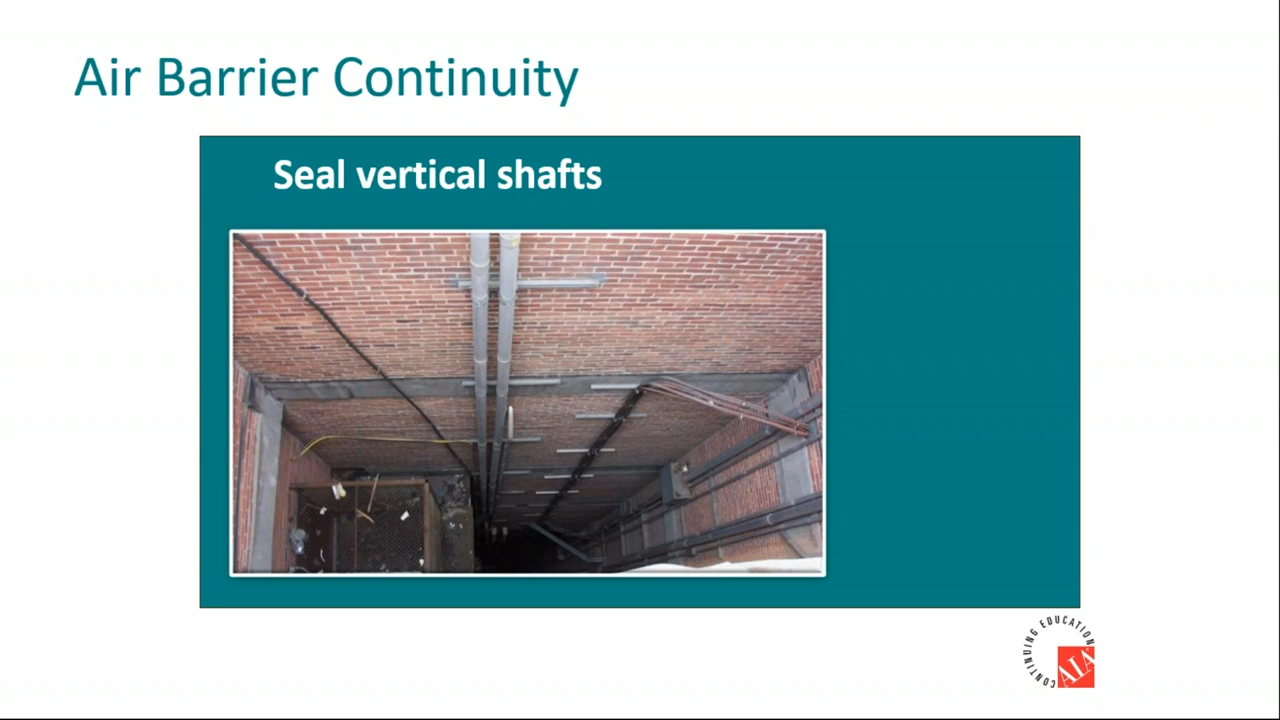 Air Barrier Continuity
Seal vertical shafts
CONTINUING EDUCATION
AIA